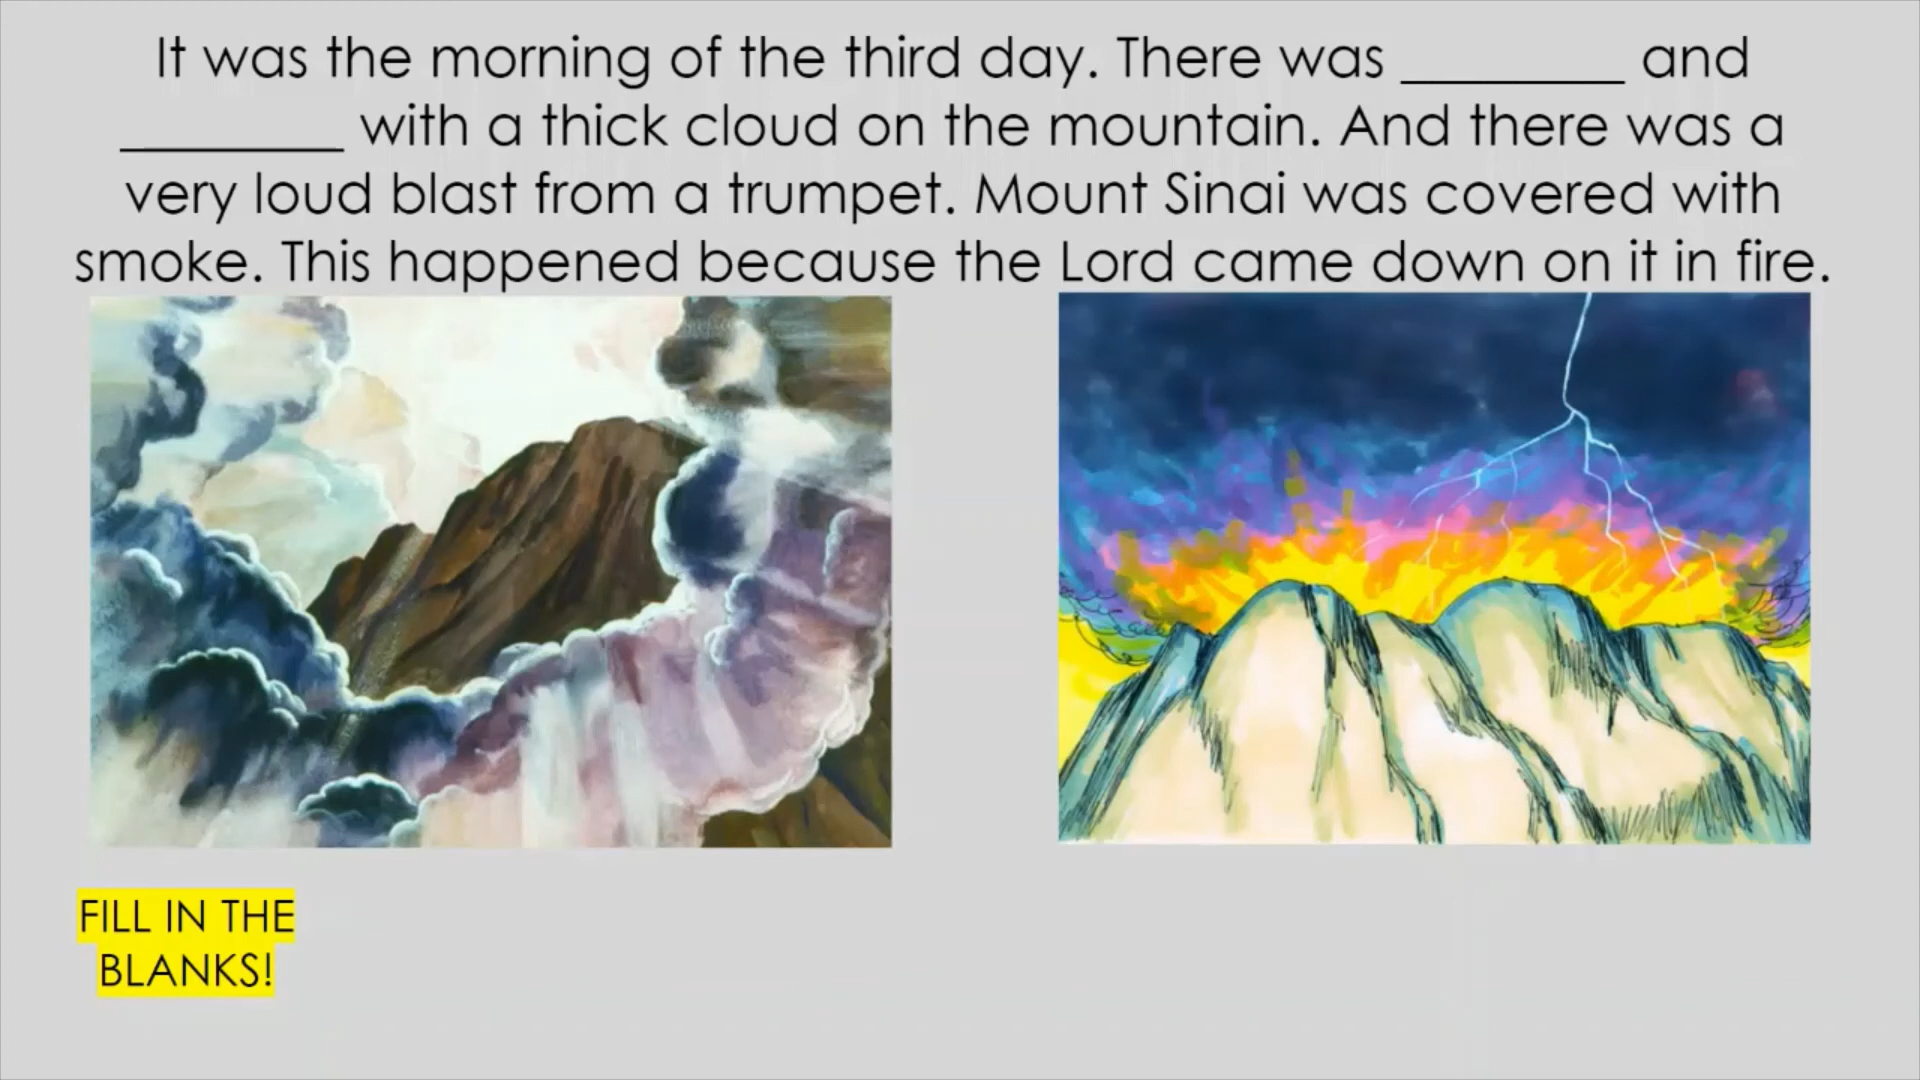 It was the morning of the third day. There was ________ and
________ with a thick cloud on the mountain. And there was a
very loud blast from a trumpet. Mount Sinai was covered with
smoke. This happened because the Lord came down on it in fire.
FILL IN THE
BLANKS!